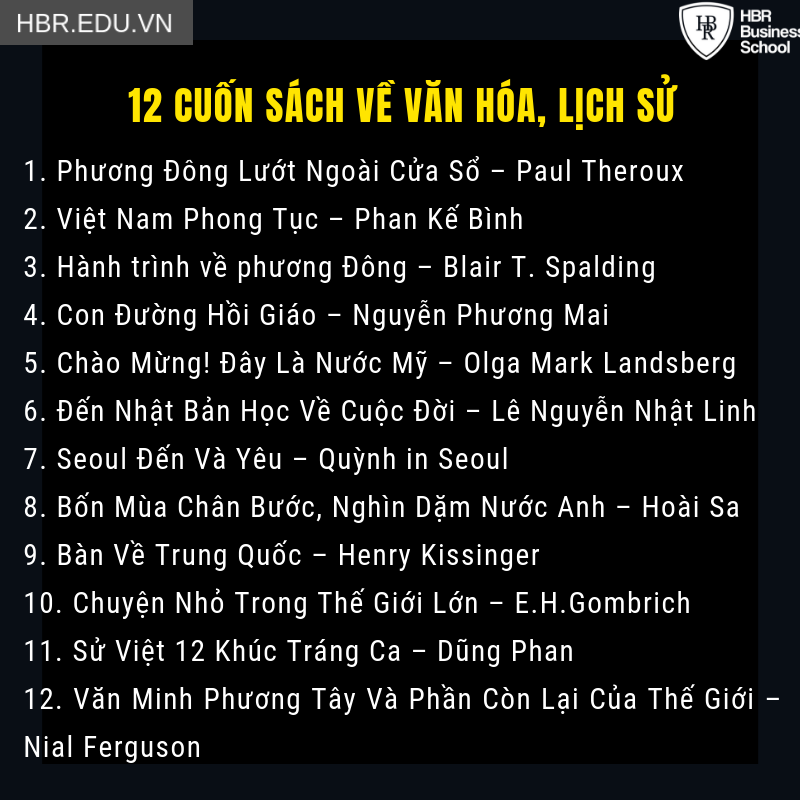 HBR.EDU.VN
HBR
HBR
Business
School
12 CUỐN SÁCH VỀ VĂN HÓA, LỊCH SỬ
1. Phương Đông Lướt Ngoài Cửa Sổ – Paul Theroux
2. Việt Nam Phong Tục – Phan Kế Bình
3. Hành trình về phương Đông – Blair T. Spalding
4. Con Đường Hồi Giáo – Nguyễn Phương Mai
5. Chào Mừng! Đây Là Nước Mỹ – Olga Mark Landsberg
6. Đến Nhật Bản Học Về Cuộc Đời – Lê Nguyễn Nhật Linh
7. Seoul Đến Và Yêu – Quỳnh in Seoul
8. Bốn Mùa Chân Bước, Nghìn Dặm Nước Anh – Hoài Sa
9. Bàn Về Trung Quốc – Henry Kissinger
10. Chuyện Nhỏ Trong Thế Giới Lớn – E.H.Gombrich
11. Sử Việt 12 Khúc Tráng Ca – Dũng Phan
12. Văn Minh Phương Tây Và Phần Còn Lại Của Thế Giới –
Nial Ferguson